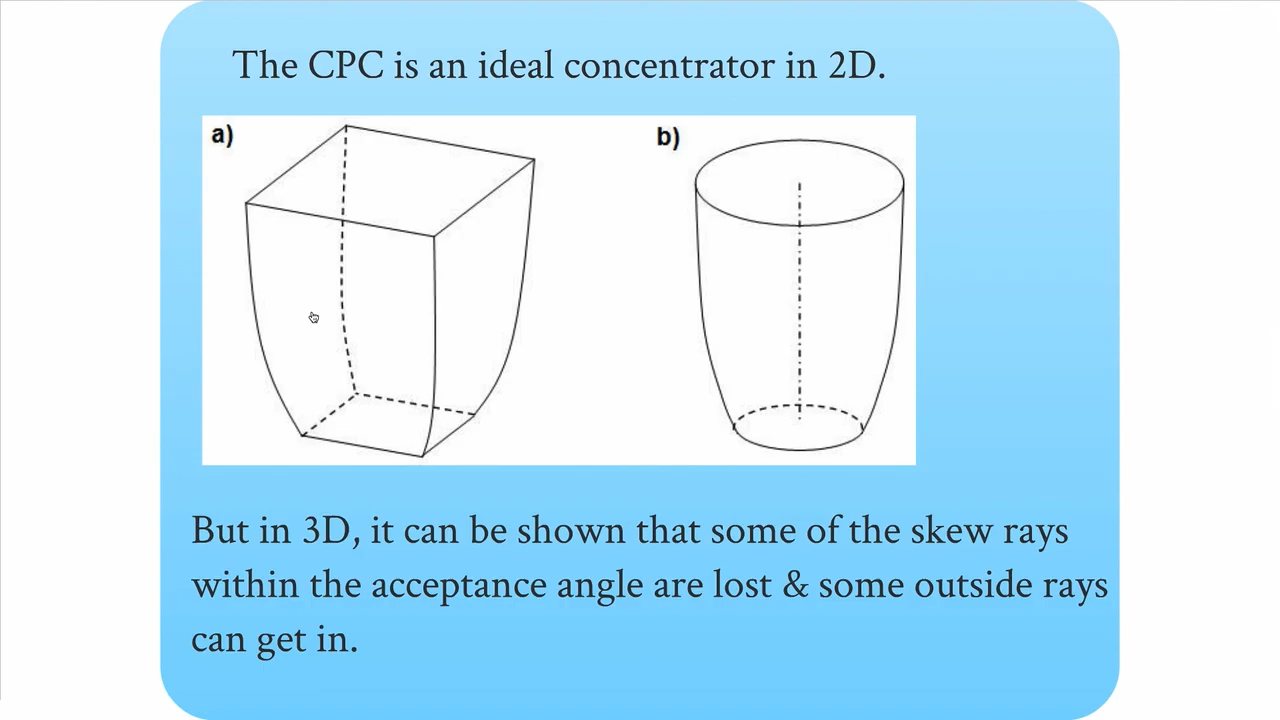 The CPC is an ideal concentrator in 2D.
a)
b)
But in 3D, it can be shown that some of the skew rays
within the acceptance angle are lost & some outside rays
can get in.